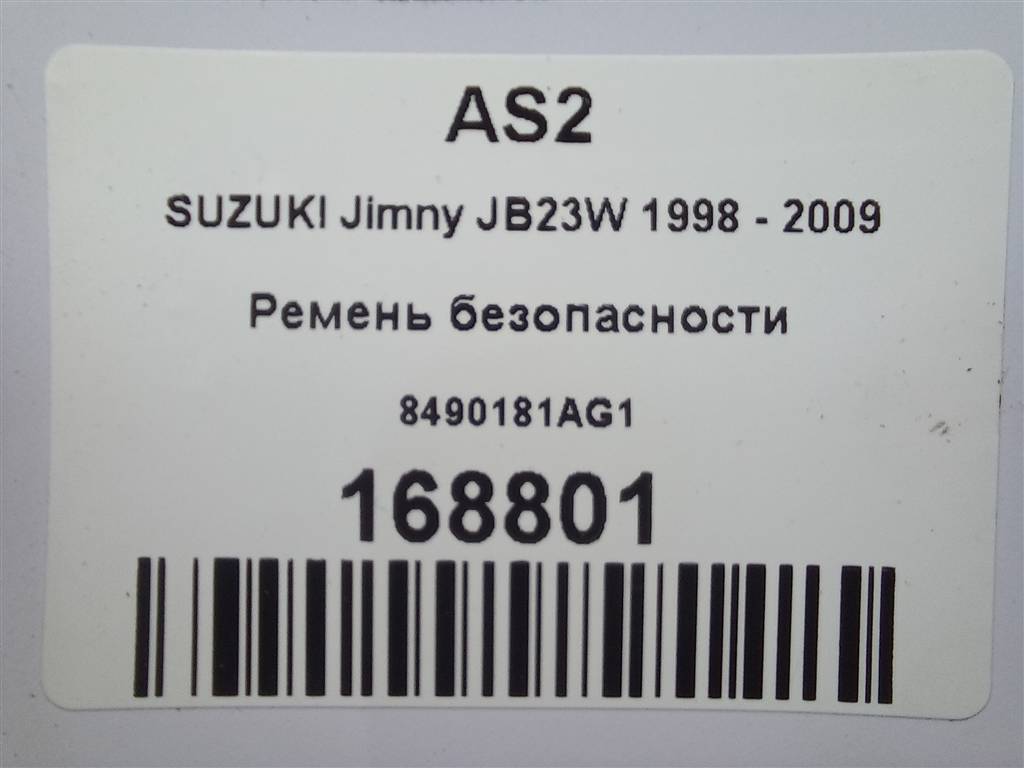 AS2
SUZUKI Jimny JB23W 1998 - 2009
Ремень безопасности
8490181AG1
168801